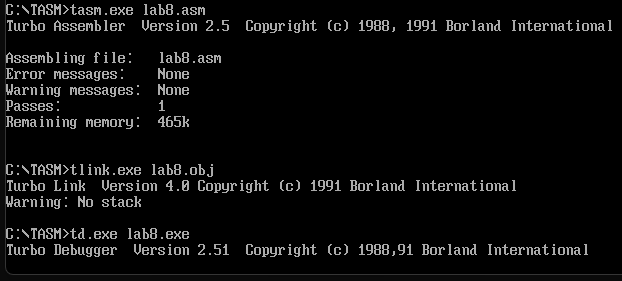 C:\TASM>tasm.exe lab8.asm
Turbo Assembler  Version 2.5  Copyright (c) 1988, 1991 Borland International
Assembling file:   lab8.asm
Error messages:    None
Warning messages:  None
Passes:            1
Remaining memory:  465k
C:\TASM>tlink.exe lab8.obj
Turbo Link  Version 4.0 Copyright (c) 1991 Borland International
Warning: No stack
C:\TASM>td.exe lab8.exe
Turbo Debugger  Version 2.51  Copyright (c) 1988,91 Borland International